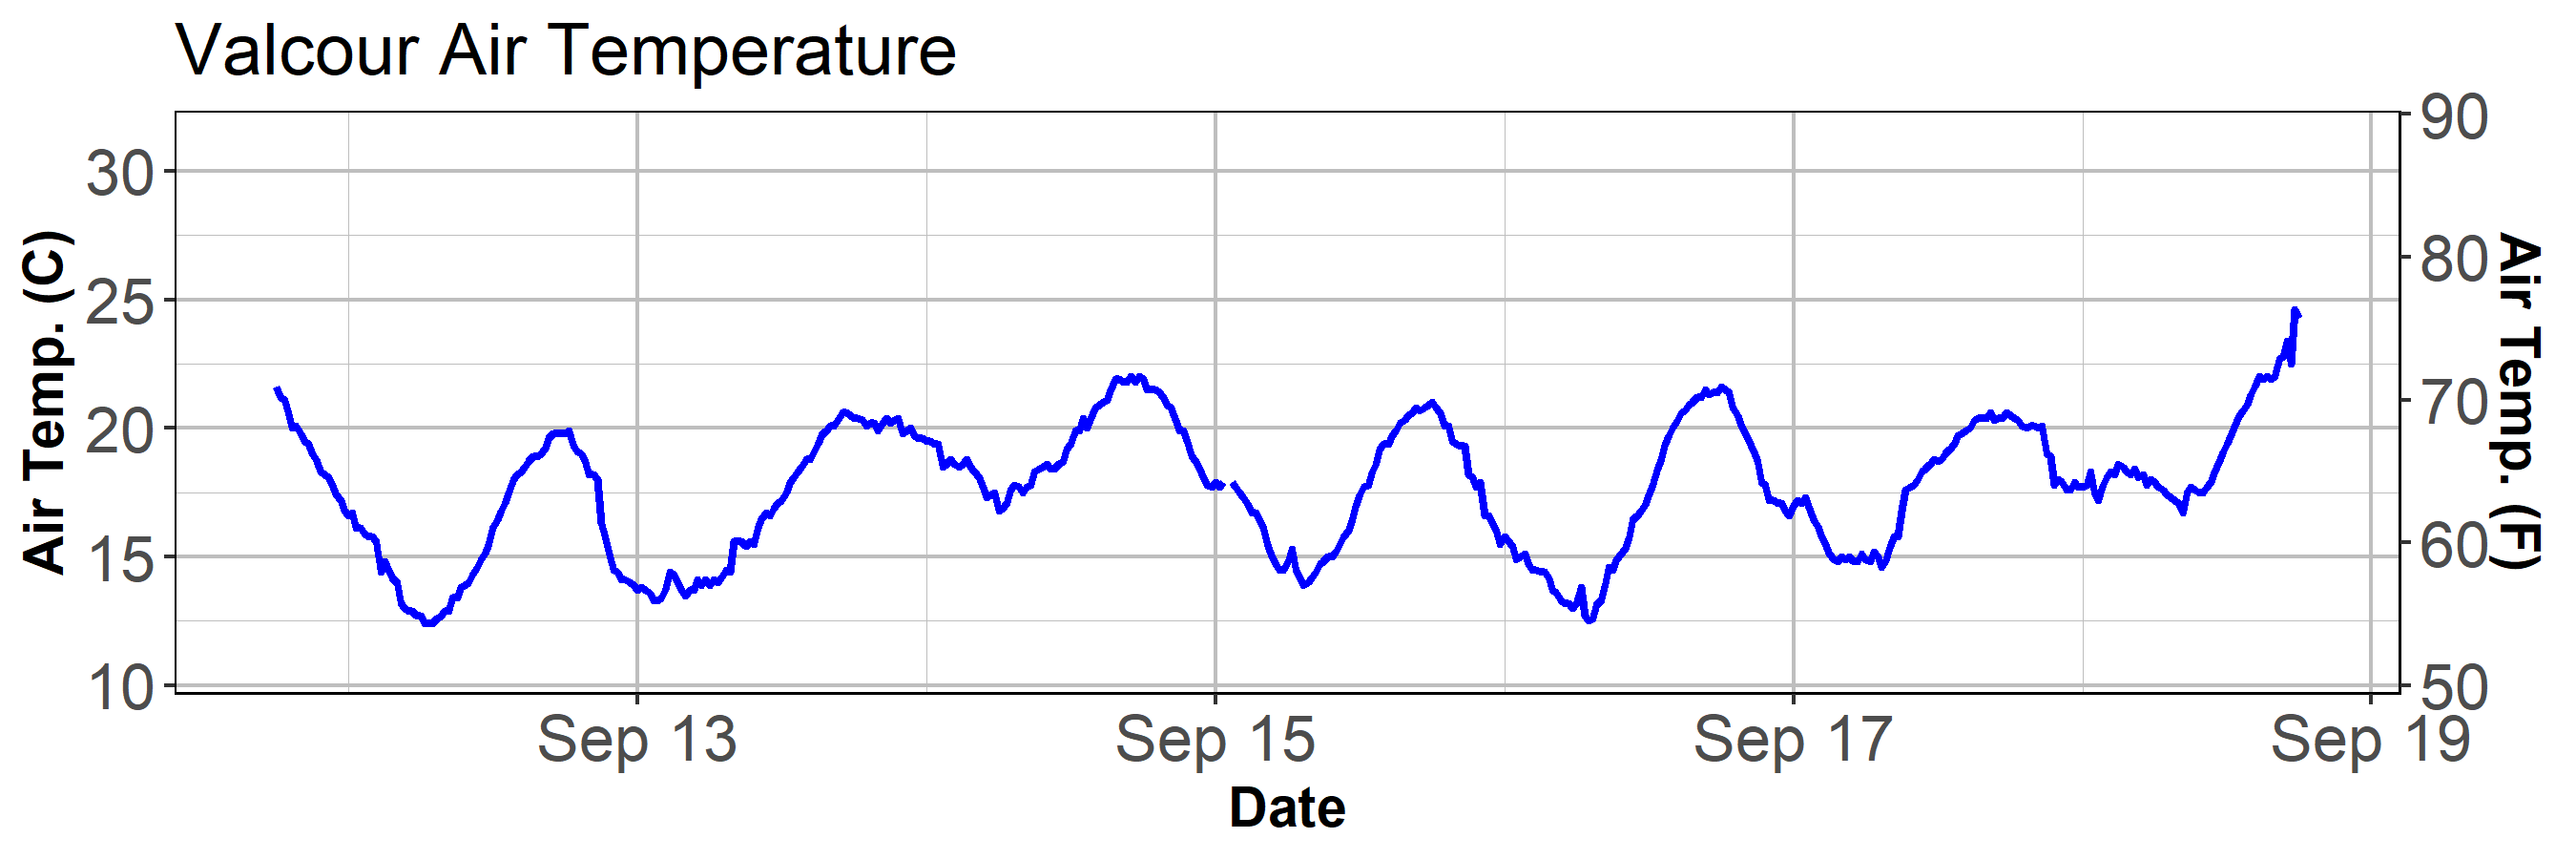 Valcour Air Temperature
90
30
80
25
70
20
60
15
50
10
Air Temp. (C)
Air Temp. (F)
Sep 13
Sep 15
Sep 17
Sep 19
Date